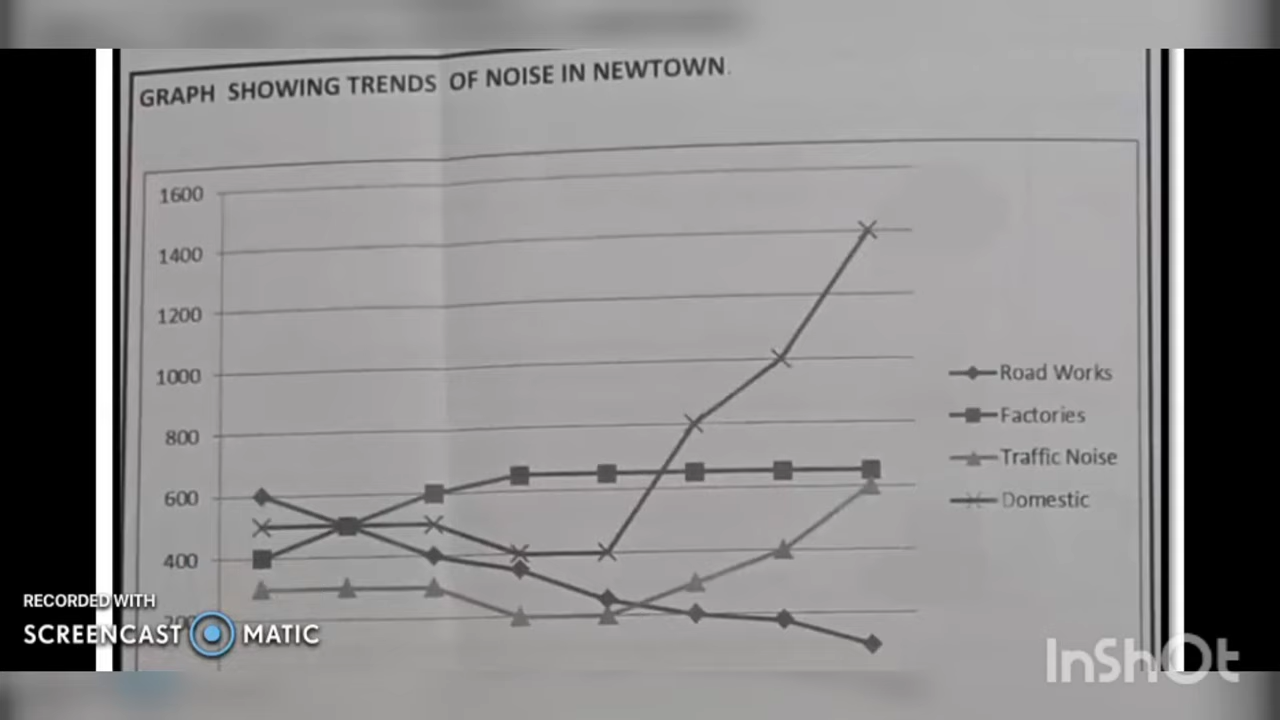 GRAPH SHOWING TRENDS OF NOISE IN NEWTOWN.
1600
1400
1200
1000
800
600
400
200
Road Works
Factories
Traffic Noise
Domestic
RECORDED WITH
SCREENCAST MATIC
InShOt